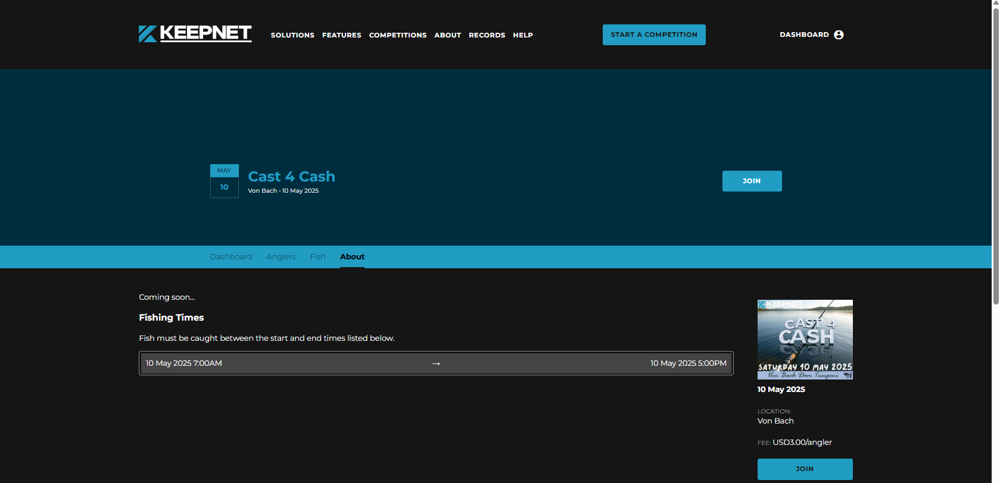 KEEPNET
SOLUTIONS FEATURES COMPETITIONS ABOUT RECORDS HELP
START A COMPETITION
DASHBOARD
MAY
10
Cast 4 Cash
Von Bach • 10 May 2025
JOIN
Dashboard Anglers Fish About
Coming soon...
Fishing Times
Fish must be caught between the start and end times listed below.
10 May 2025 7:00AM → 10 May 2025 5:00PM
KEEPNET
CAST 4
CASH
SATURDAY 10 MAY 2025
Von Bach Dam Tungeni
10 May 2025
LOCATION:
Von Bach
FEE: USD3.00/angler
JOIN